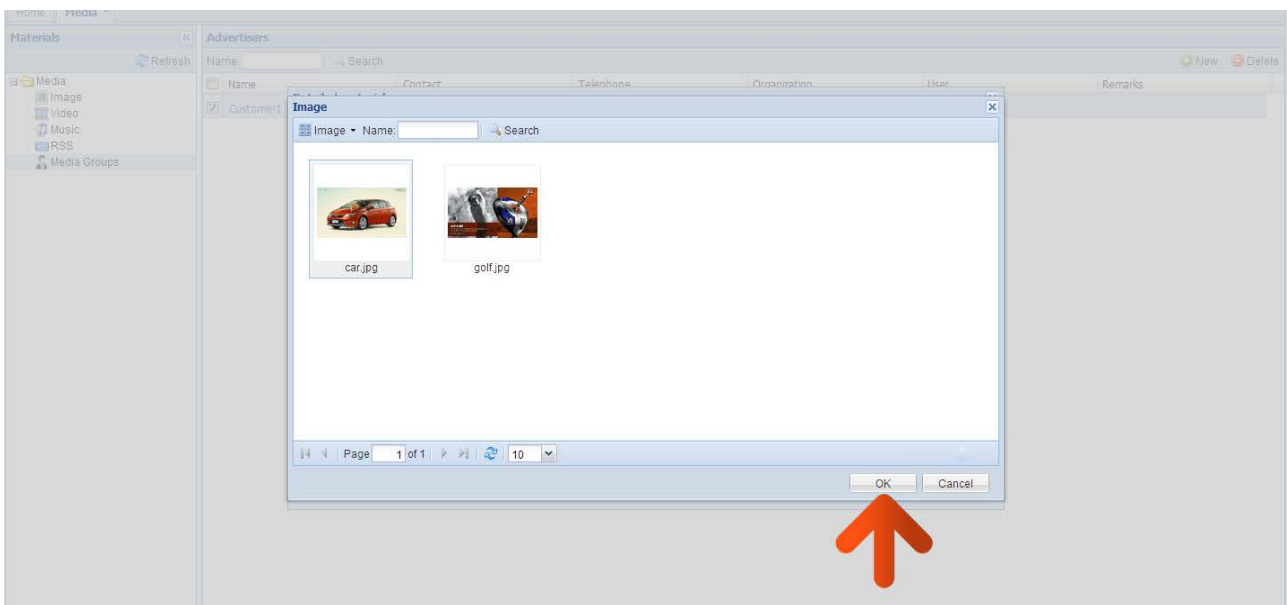 Home Media
Materials
Advertisers
Refresh
Name:
Search
New
Delete
Media
Image
Video
Music
RSS
Media Groups
Name Contact Telephone Organization User Remarks
Customer1
Image
Image Name: Search
car.jpg golf.jpg
Page 1 of 1 10
OK Cancel